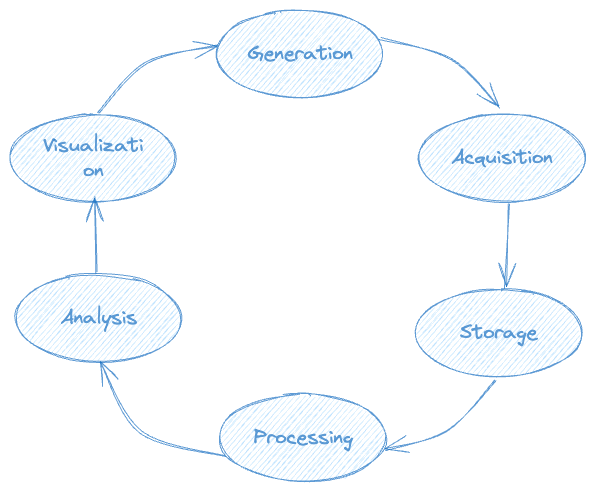 Generation
Acquisition
Storage
Processing
Analysis
Visualizati
on